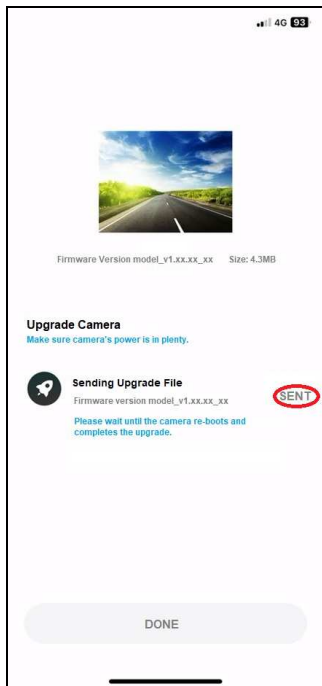 4G 93
Firmware Version model_v1.xx.xx_xx Size: 4.3MB
Upgrade Camera
Make sure camera's power is in plenty.
Sending Upgrade File
Firmware version model_v1.xx.xx_xx
SENT
Please wait until the camera re-boots and
completes the upgrade.
DONE